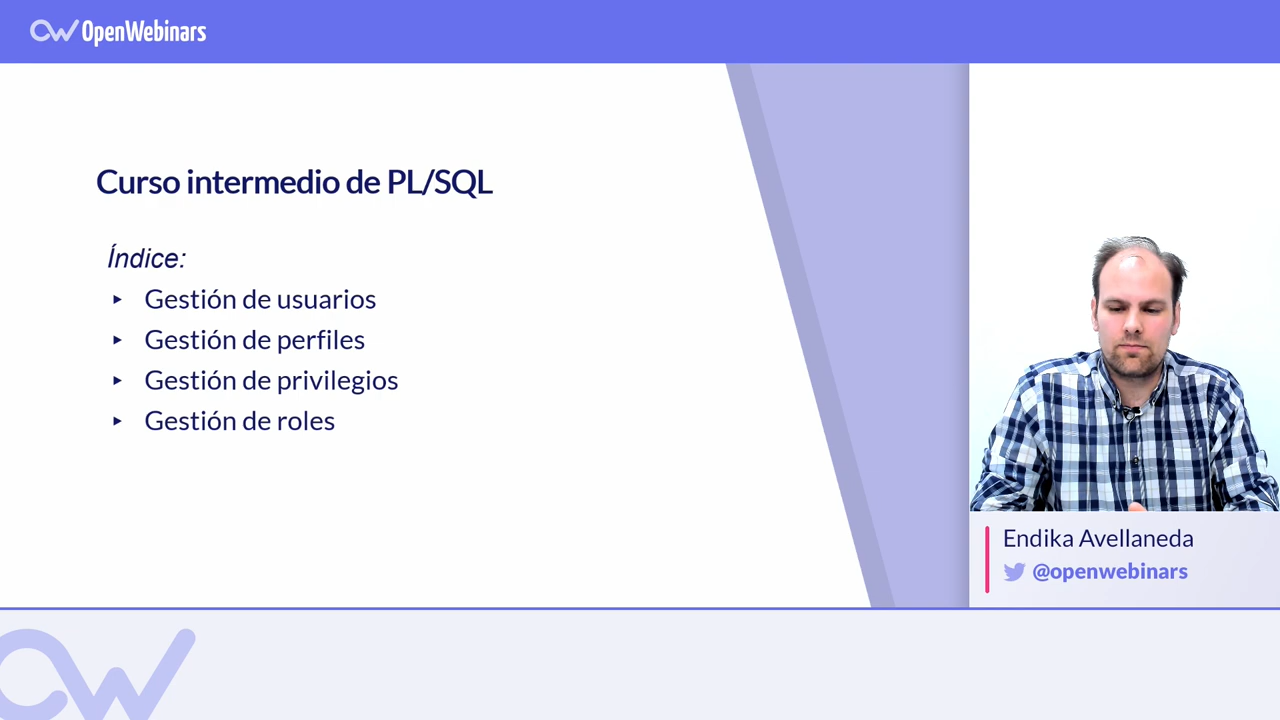 OpenWebinars
Curso intermedio de PL/SQL
Índice:
‣ Gestión de usuarios
‣ Gestión de perfiles
‣ Gestión de privilegios
‣ Gestión de roles
Endika Avellaneda
@openwebinars